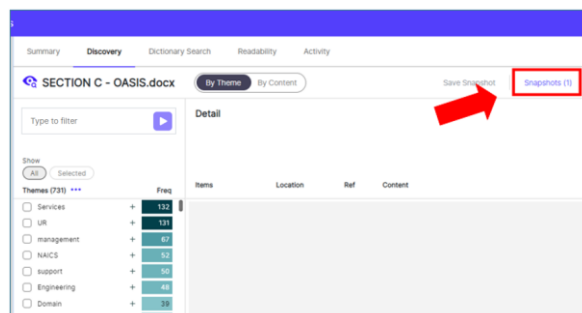 Summary Discovery Dictionary Search Readability Activity
SECTION C - OASIS.docx By Theme By Content Save Snapshot Snapshots (1)
Type to filter
Detail
Show
All Selected
Themes (731) Freq
Items Location Ref Content
Services + 132
UR + 131
management + 67
NAICS + 52
support + 50
Engineering + 48
Domain + 39